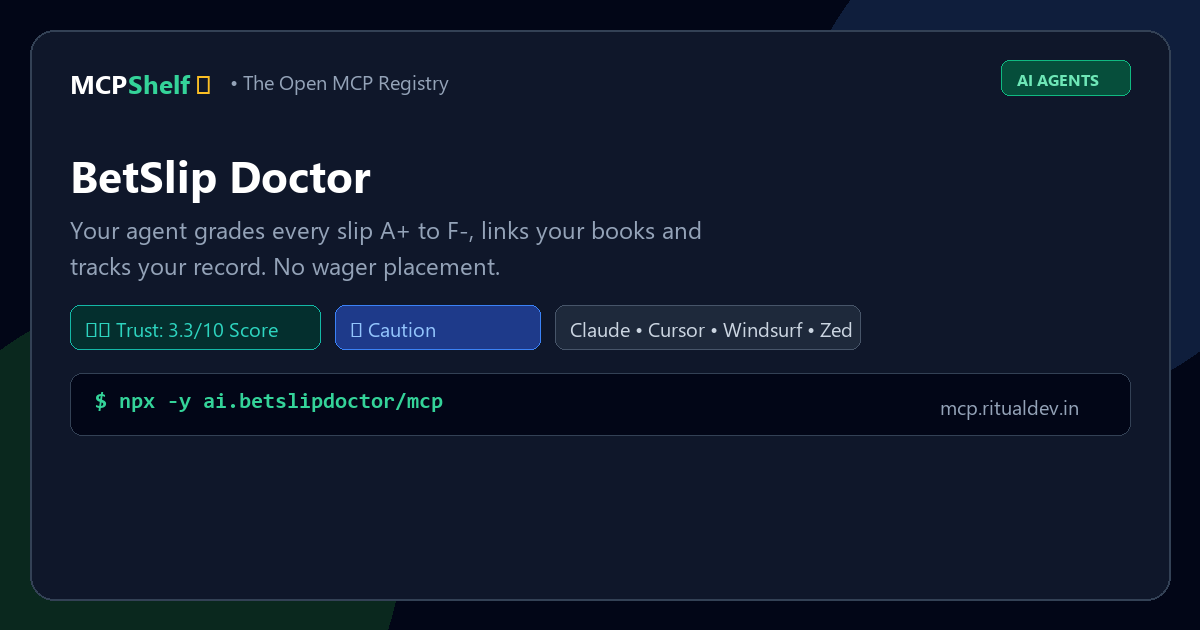 MCPShelf • The Open MCP Registry
AI AGENTS
BetSlip Doctor
Your agent grades every slip A+ to F-, links your books and
tracks your record. No wager placement.
Trust: 3.3/10 Score
Caution
Claude • Cursor • Windsurf • Zed
$ npx -y ai.betslipdoctor/mcp
mcp.ritualdev.in